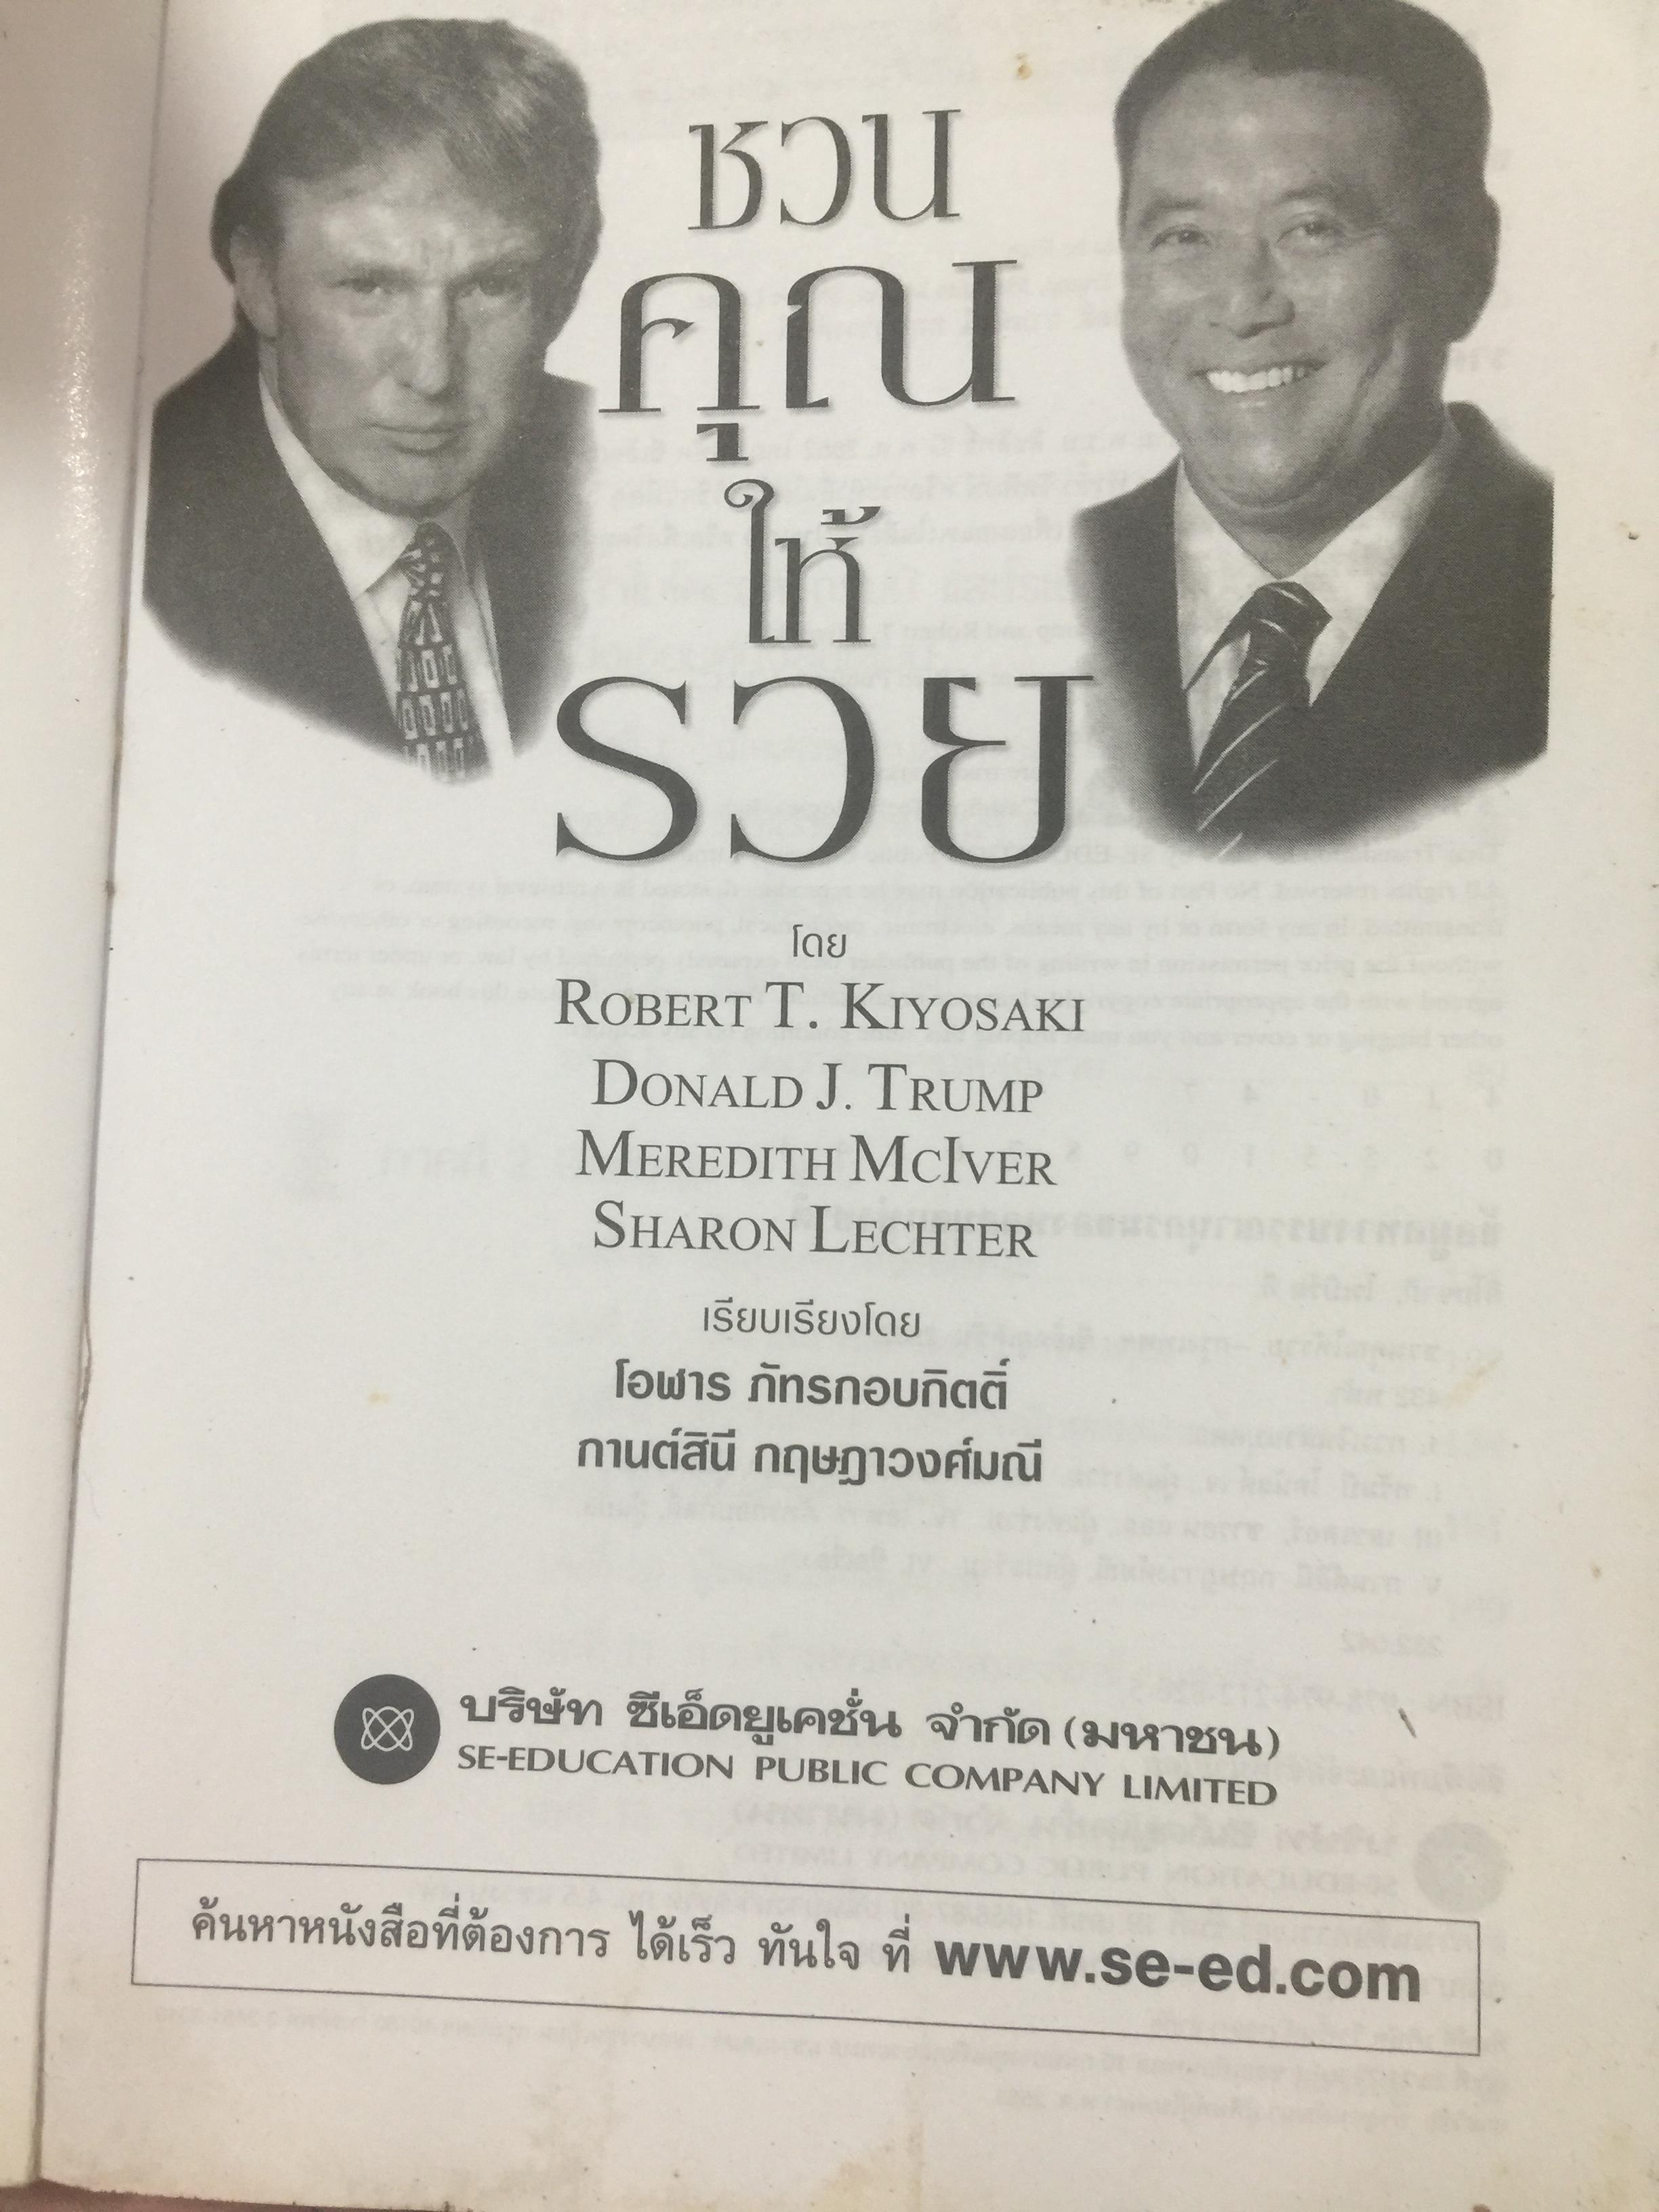 ชวน
คุณ
ให้
รวย
โดย
ROBERT T. KIYOSAKI
DONALD J. TRUMP
MEREDITH MCIVER
SHARON LECHTER
เรียบเรียงโดย
โอฬาร ภัทรกอบกิตติ์
กานต์สินี กฤษฎาวงศ์มณี
บริษัท ซีเอ็ดยูเคชั่น จำกัด (มหาชน)
SE-EDUCATION PUBLIC COMPANY LIMITED
ค้นหาหนังสือที่ต้องการ ได้เร็ว ทันใจ ที่ www.se-ed.com